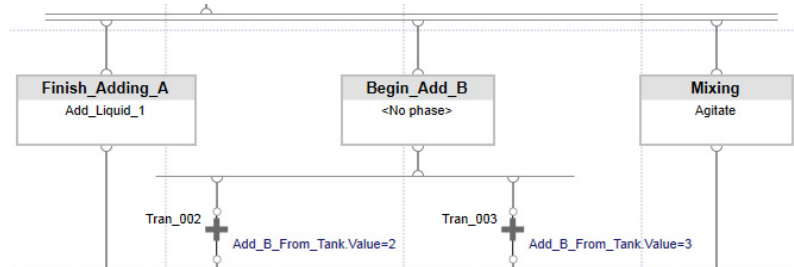 Finish_Adding_A
Add_Liquid_1
Begin_Add_B
<No phase>
Mixing
Agitate
Tran_002
Add_B_From_Tank.Value=2
Tran_003
Add_B_From_Tank.Value=3